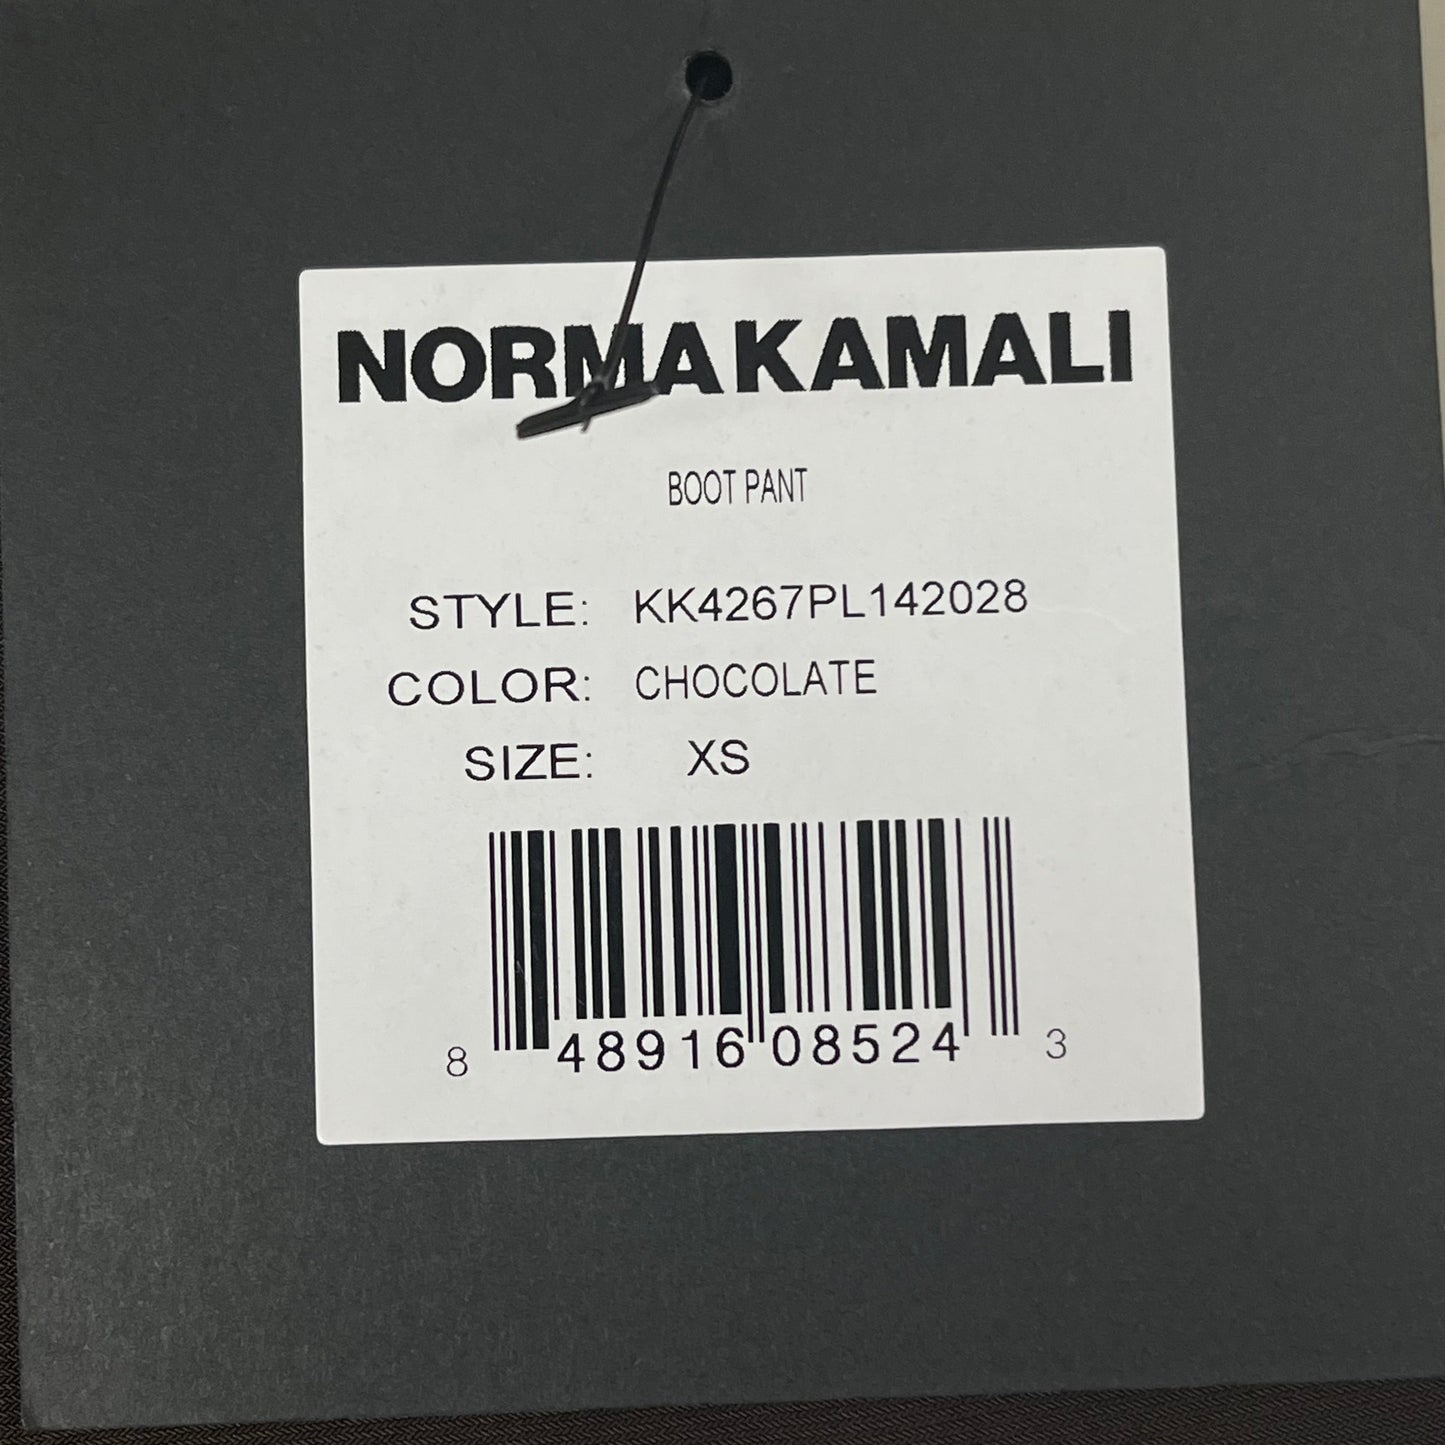 NORMA KAMALI
BOOT PANT
STYLE: KK4267PL142028
COLOR: CHOCOLATE
SIZE: XS
8 48916 08524 3